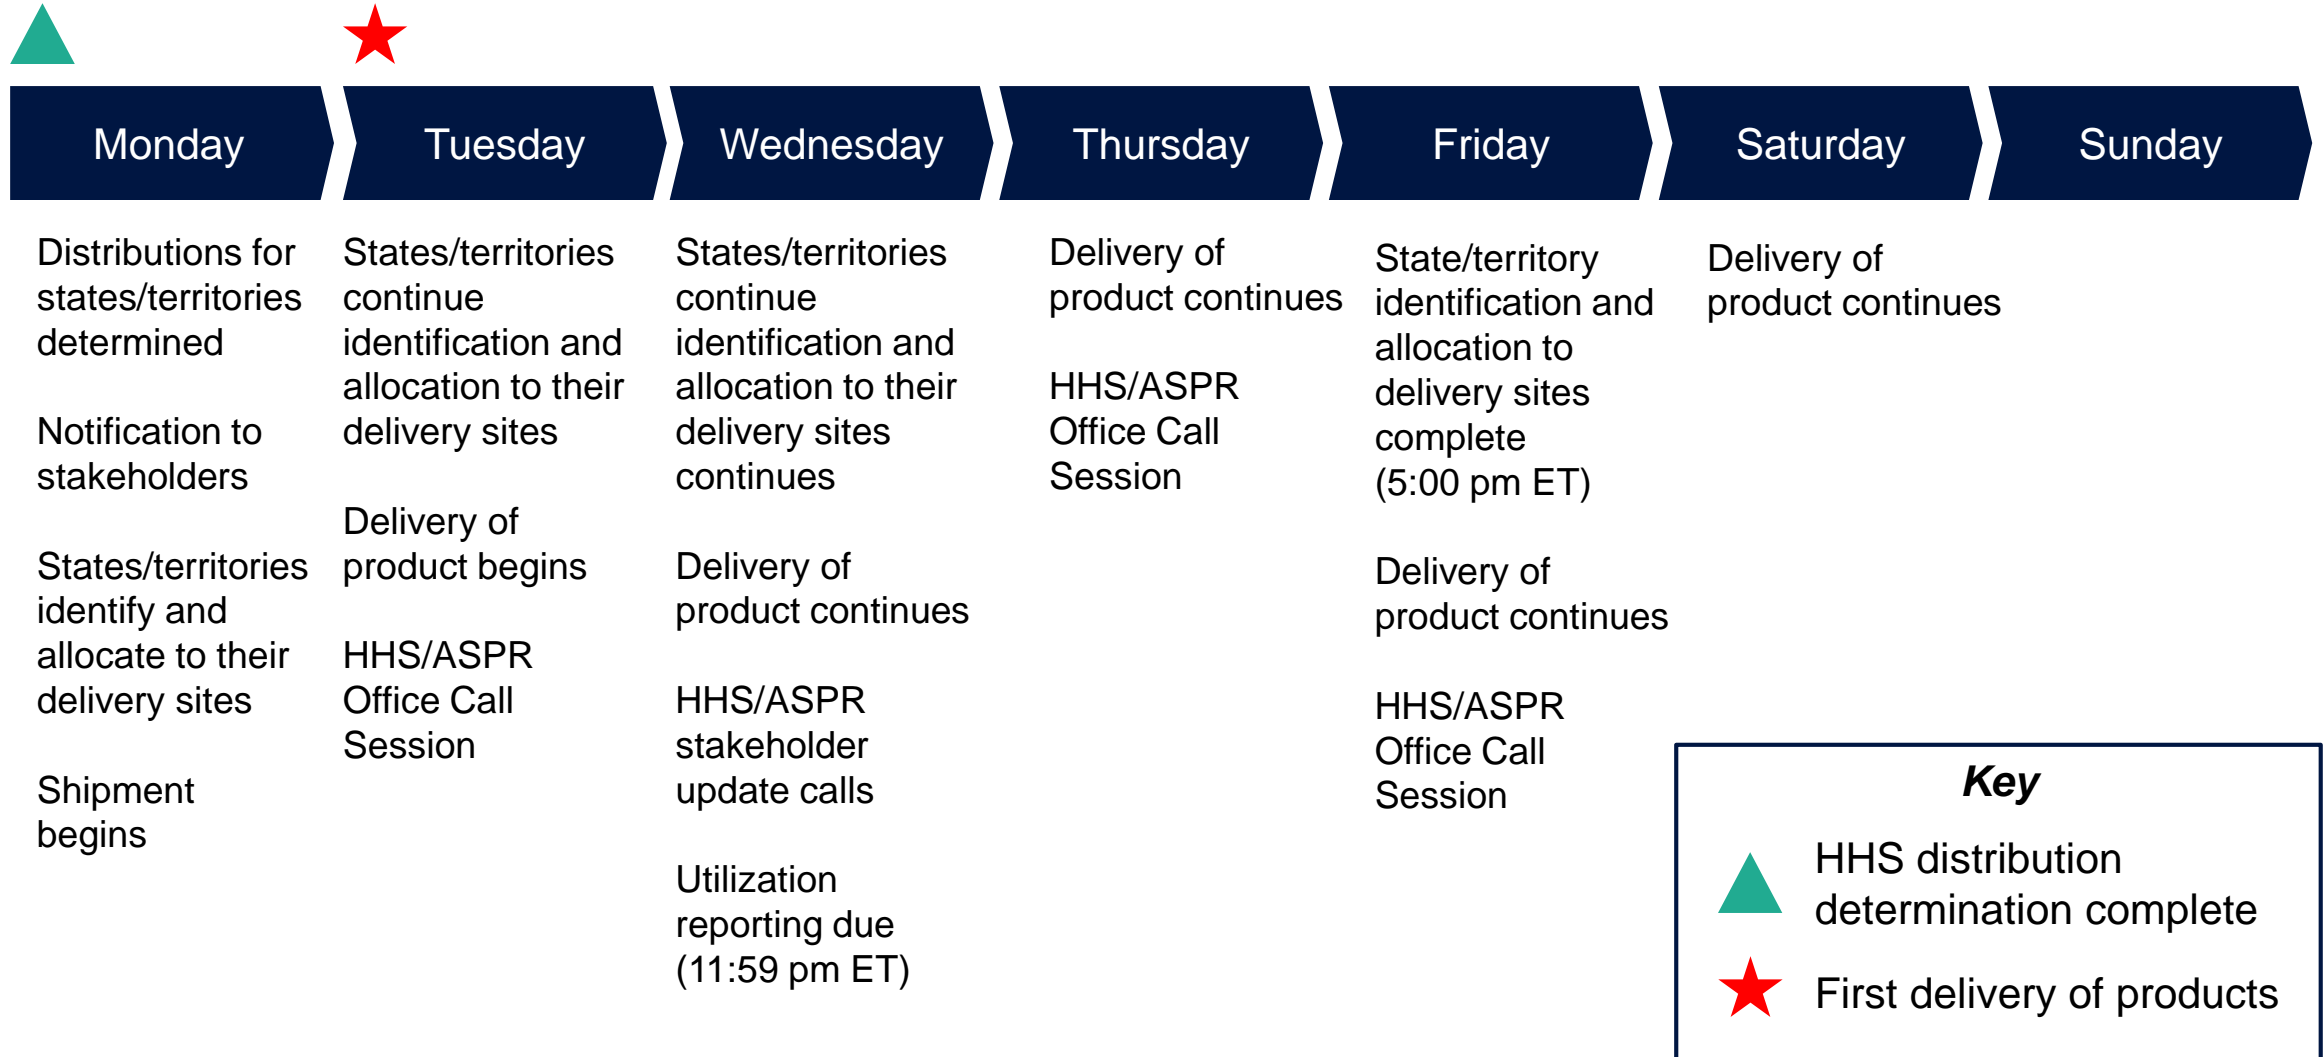 Monday
Tuesday
Wednesday
Thursday
Friday
Saturday
Sunday
Distributions for
states/territories
determined
Notification to
stakeholders
States/territories
identify and
allocate to their
delivery sites
Shipment
begins
States/territories
continue
identification and
allocation to their
delivery sites
Delivery of
product begins
HHS/ASPR
Office Call
Session
States/territories
continue
identification and
allocation to their
delivery sites
continues
Delivery of
product continues
HHS/ASPR
stakeholder
update calls
Utilization
reporting due
(11:59 pm ET)
Delivery of
product continues
HHS/ASPR
Office Call
Session
State/territory
identification and
allocation to
delivery sites
complete
(5:00 pm ET)
Delivery of
product continues
HHS/ASPR
Office Call
Session
Delivery of
product continues
Key
HHS distribution
determination complete
First delivery of products